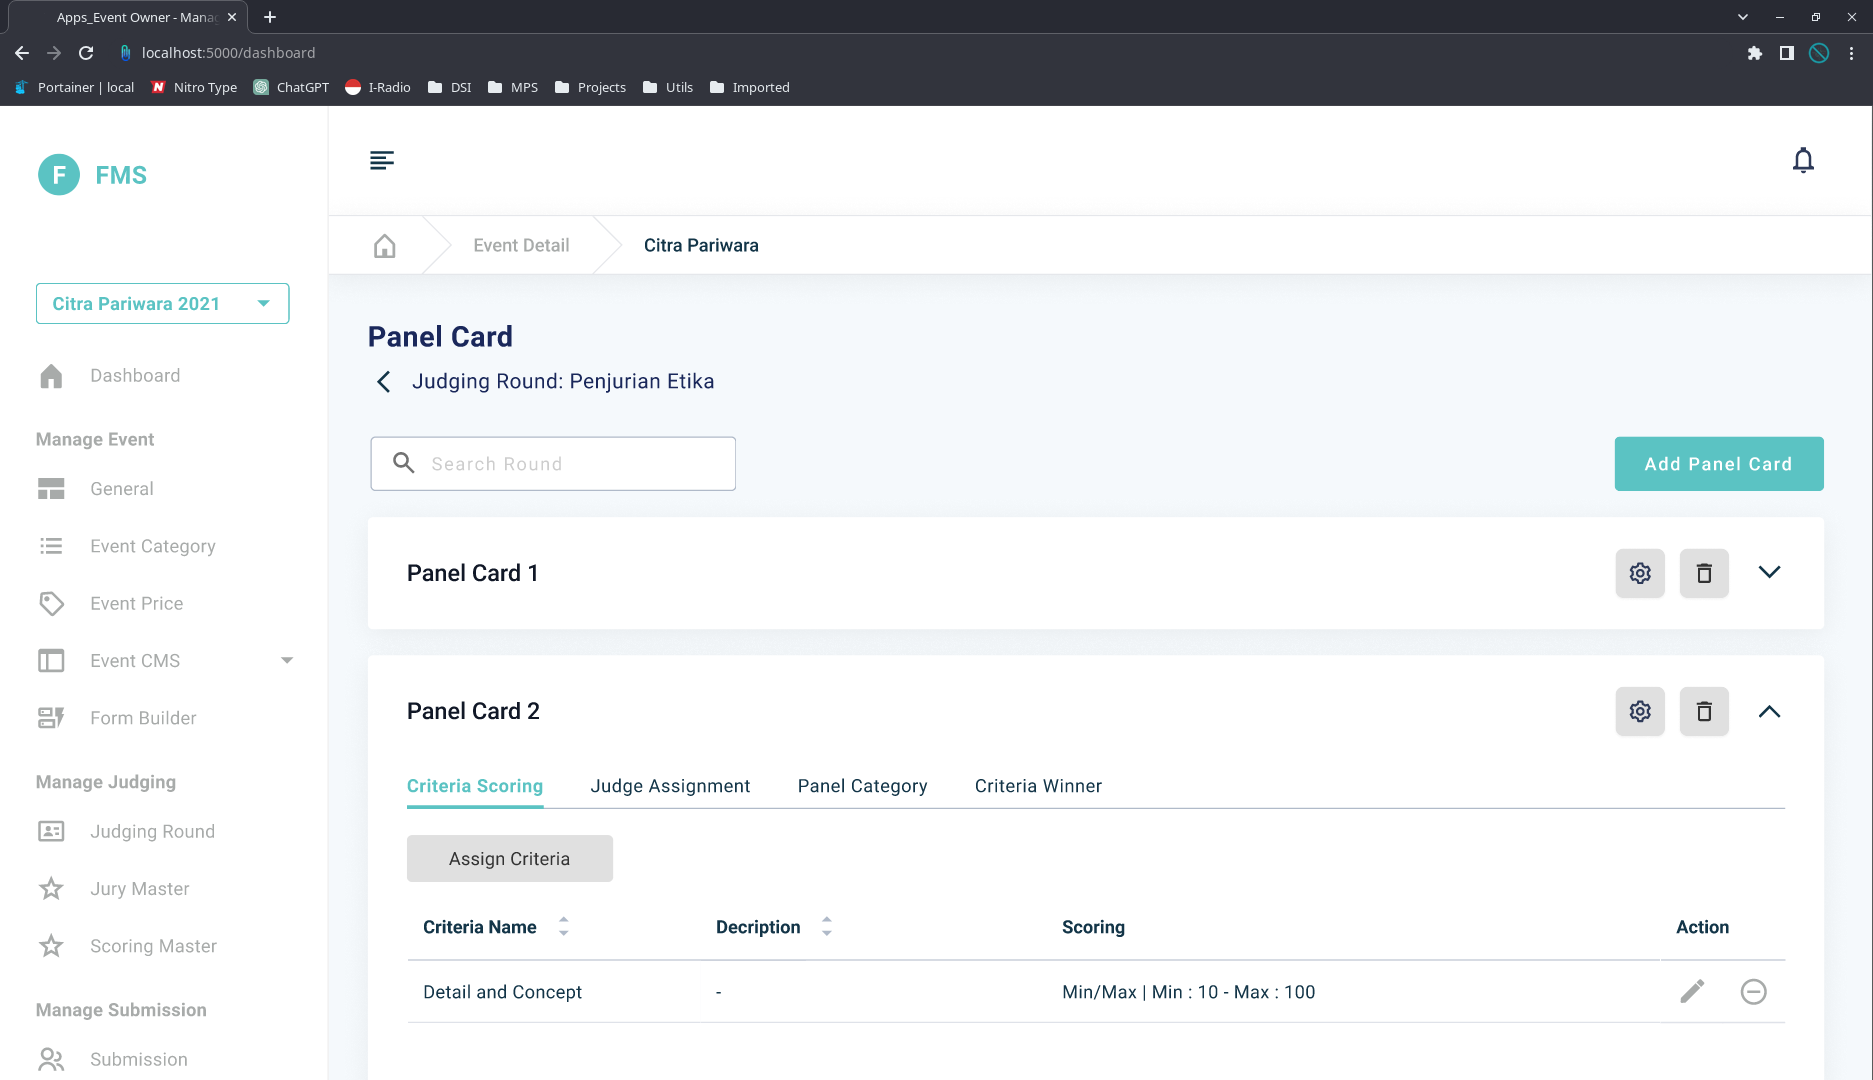 Apps_Event Owner - Mana
localhost:5000/dashboard
Portainer | local
Nitro Type
ChatGPT
I-Radio
DSI
MPS
Projects
Utils
Imported
F FMS
Citra Pariwara 2021
Dashboard
Manage Event
General
Event Category
Event Price
Event CMS
Form Builder
Manage Judging
Judging Round
Jury Master
Scoring Master
Manage Submission
Submission
Event Detail
Citra Pariwara
Panel Card
Judging Round: Penjurian Etika
Search Round
Add Panel Card
Panel Card 1
Panel Card 2
Criteria Scoring
Judge Assignment
Panel Category
Criteria Winner
Assign Criteria
Criteria Name
Decription
Scoring
Action
Detail and Concept
-
Min/Max | Min : 10 - Max : 100